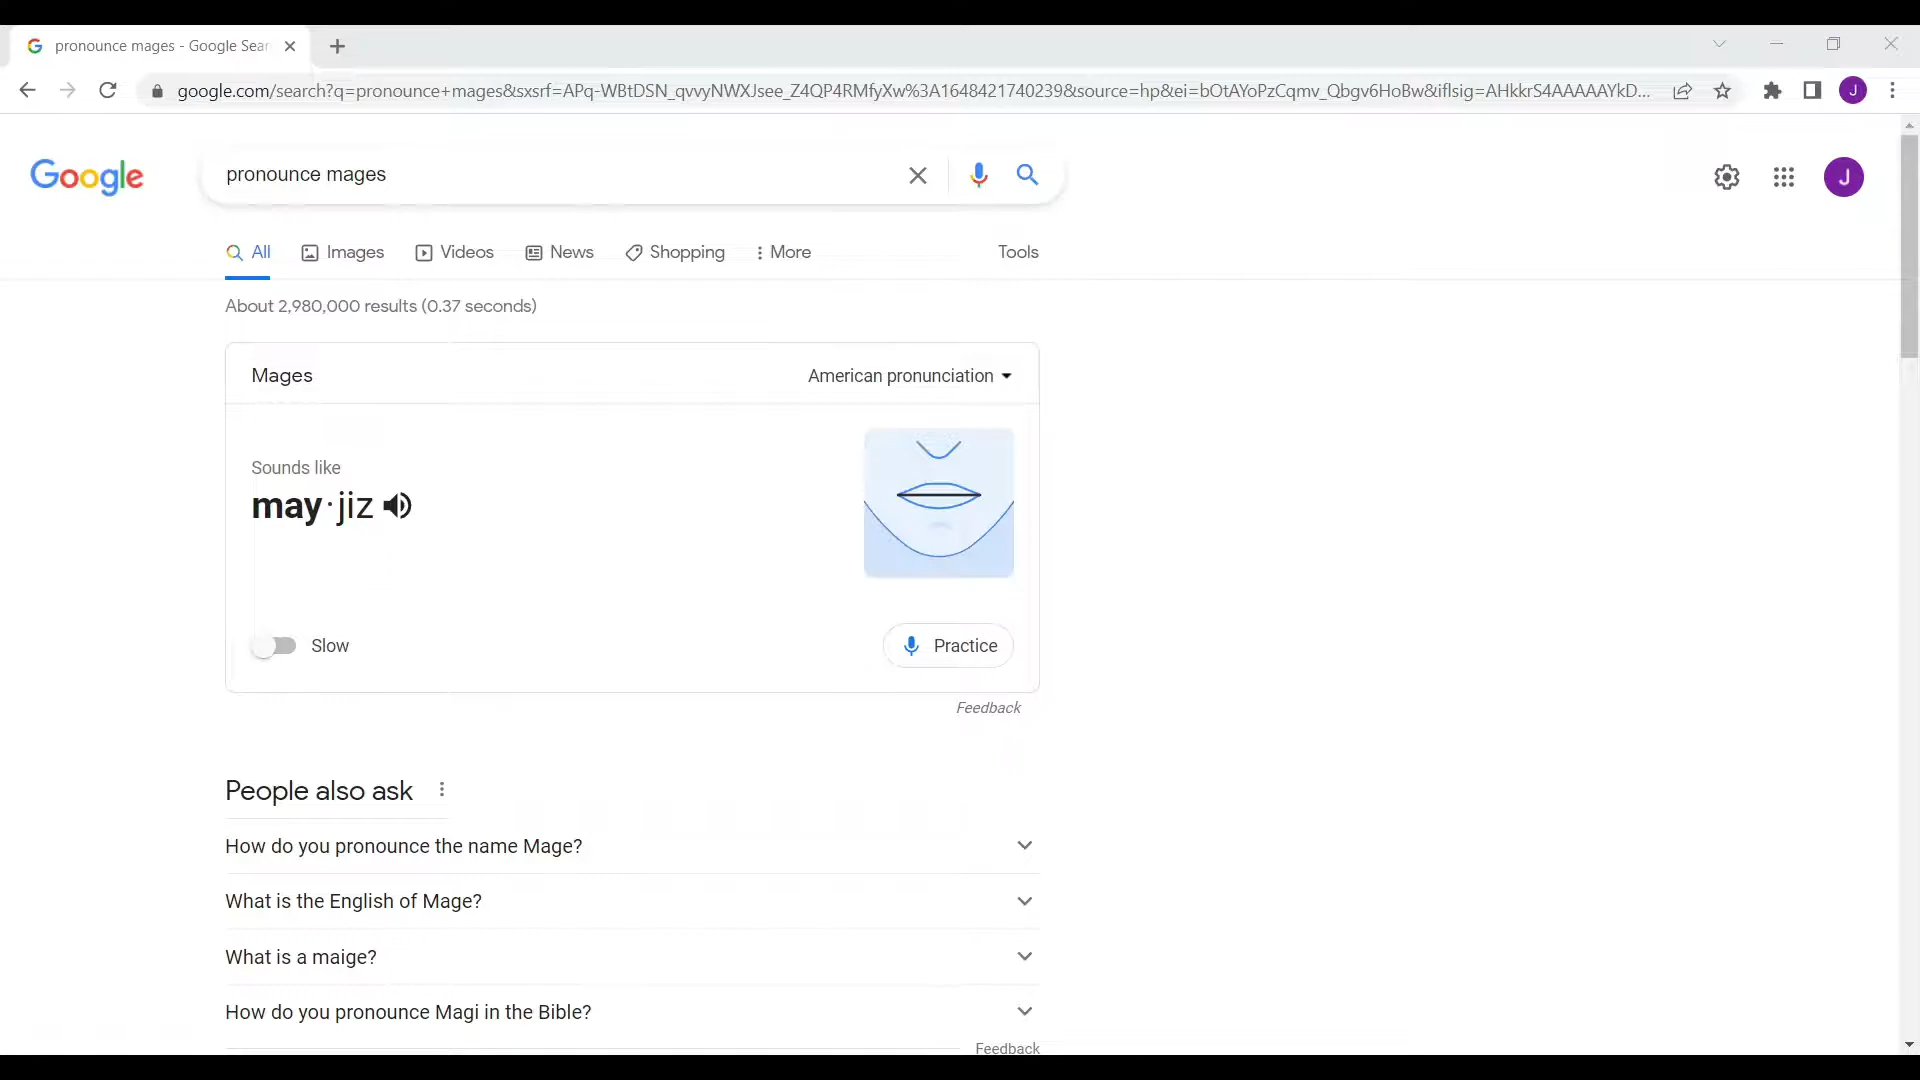 pronounce mages - Google Sear
google.com/search?q=pronounce+mages&sxsrf=APq-WBtDSN_qvvyNWXJsee_Z4QP4RMfyXw%3A1648421740239&source=hp&ei=bOtAYoPzCqmv_Qbgv6HoBw&iflsig=AHkkrS4AAAAAYkD...
J
Google
pronounce mages
J
All
Images
Videos
News
Shopping
More
Tools
About 2,980,000 results (0.37 seconds)
Mages
American pronunciation
Sounds like
may·jiz
Slow
Practice
Feedback
People also ask
How do you pronounce the name Mage?
What is the English of Mage?
What is a maige?
How do you pronounce Magi in the Bible?
Feedback